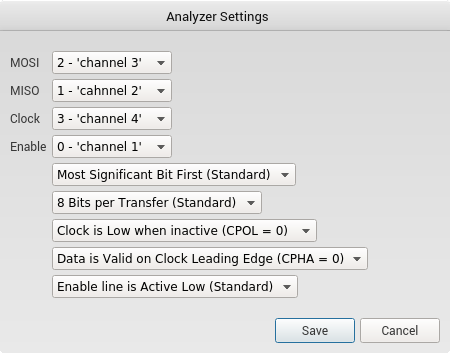 Analyzer Settings
MOSI 2 - 'channel 3'
MISO 1 - 'cahnnel 2'
Clock 3 - 'channel 4'
Enable 0 - 'channel 1'
Most Significant Bit First (Standard)
8 Bits per Transfer (Standard)
Clock is Low when inactive (CPOL = 0)
Data is Valid on Clock Leading Edge (CPHA = 0)
Enable line is Active Low (Standard)
Save Cancel